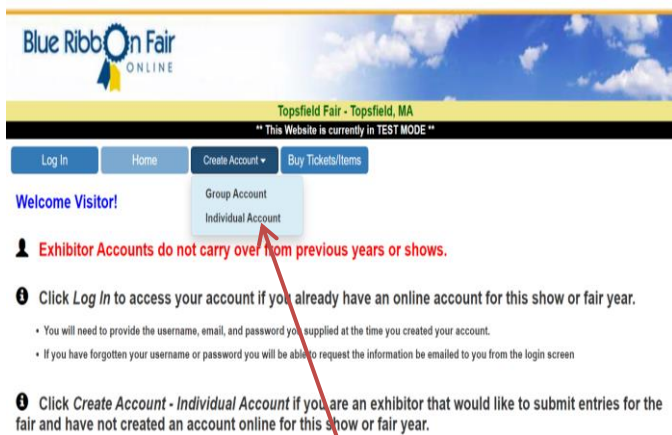 Blue Ribbon Fair
ONLINE
Topsfield Fair - Topsfield, MA
** This Website is currently in TEST MODE **
Log In Home Create Account Buy Tickets/Items
Group Account
Individual Account
Welcome Visitor!
Exhibitor Accounts do not carry over from previous years or shows.
Click Log In to access your account if you already have an online account for this show or fair year.
• You will need to provide the username, email, and password you supplied at the time you created your account.
• If you have forgotten your username or password you will be able to request the information be emailed to you from the login screen
Click Create Account - Individual Account if you are an exhibitor that would like to submit entries for the
fair and have not created an account online for this show or fair year.